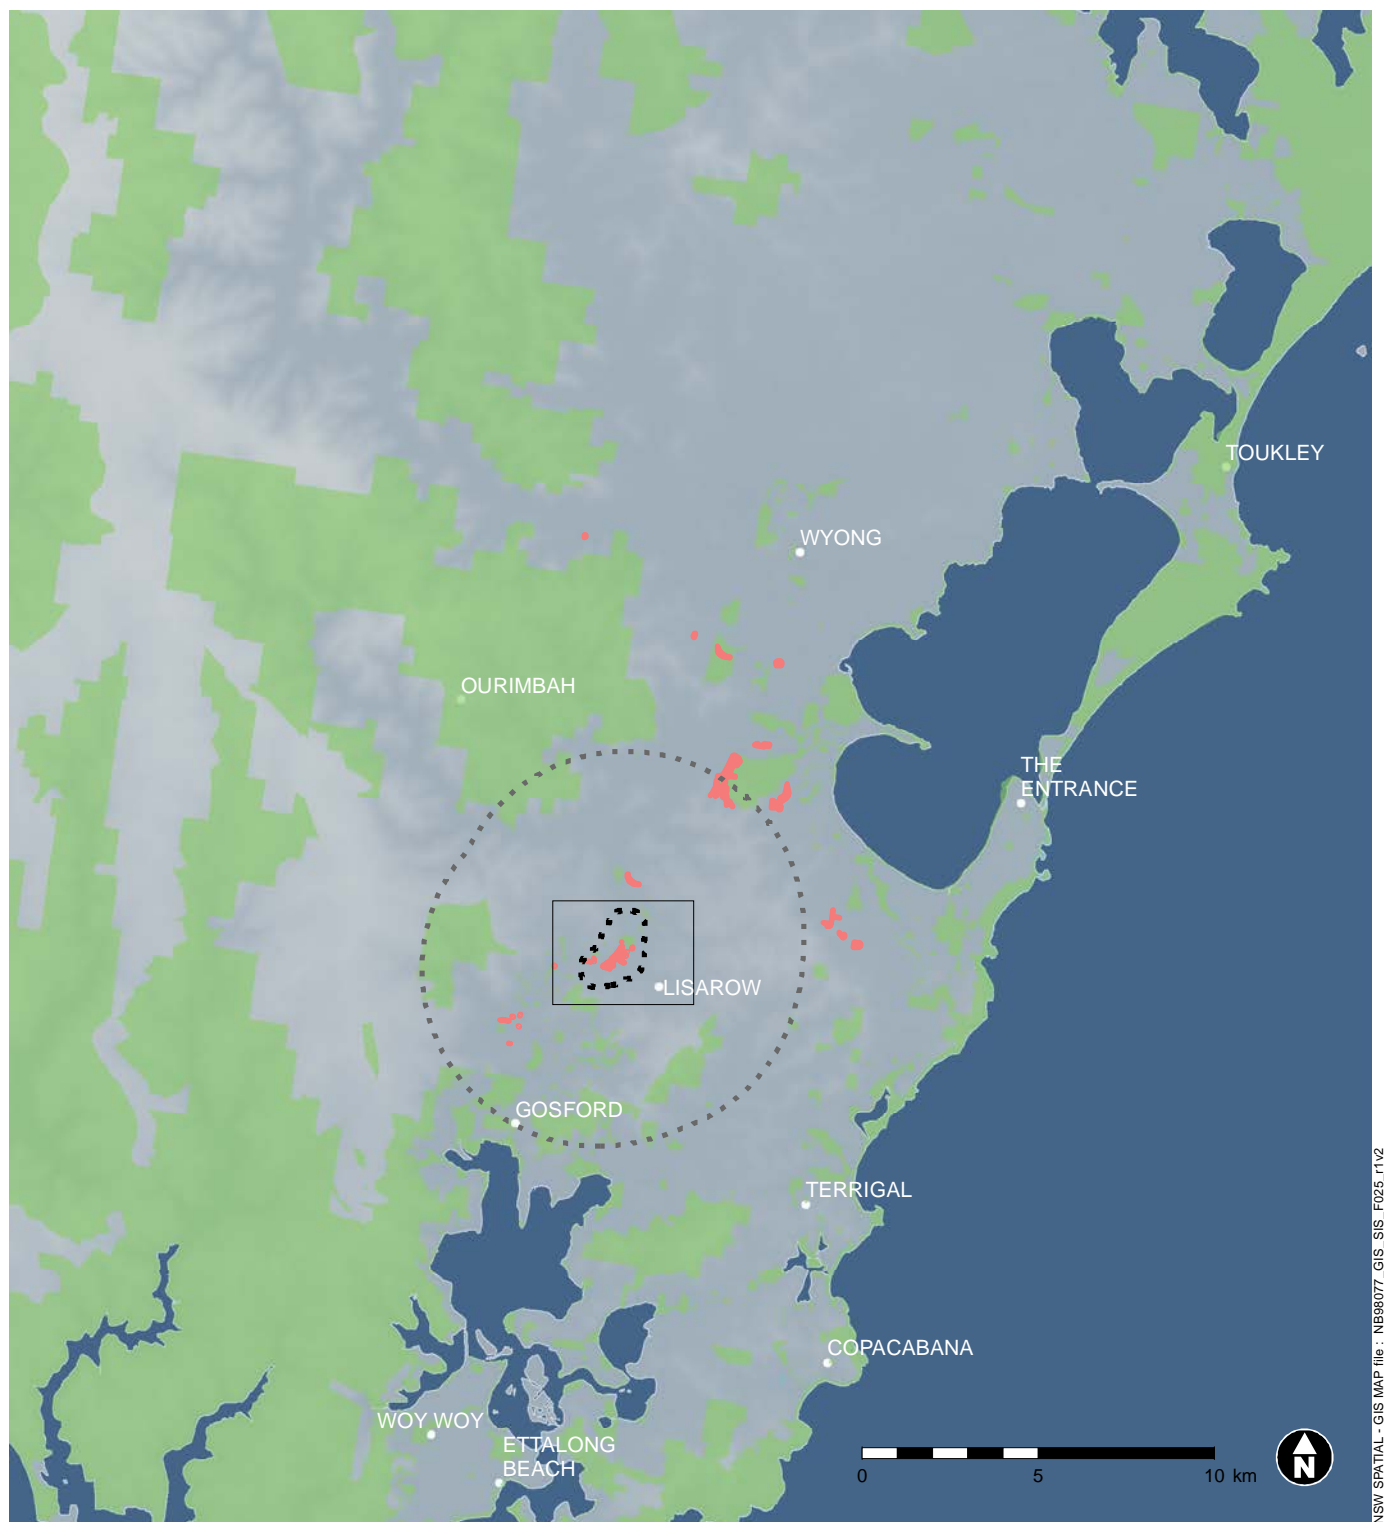 TOUKLEY
WYONG
OURIMBAH
THE
ENTRANCE
LISAROW
GOSFORD
TERRIGAL
COPACABANA
WOY WOY
ETTALONG
BEACH
0 5 10 km
N
NSW SPATIAL - GIS MAP file : NB98077_GIS_SIS_F025_r1v2